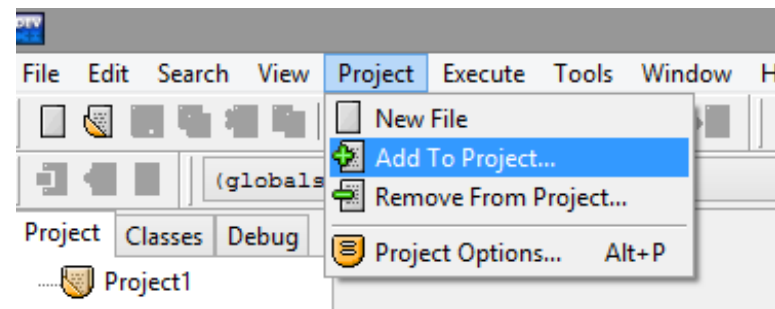 DEV
File Edit Search View Project Execute Tools Window H
New File
Add To Project...
(globals
Remove From Project...
Project Classes Debug
Project Options... Alt+P
Project1